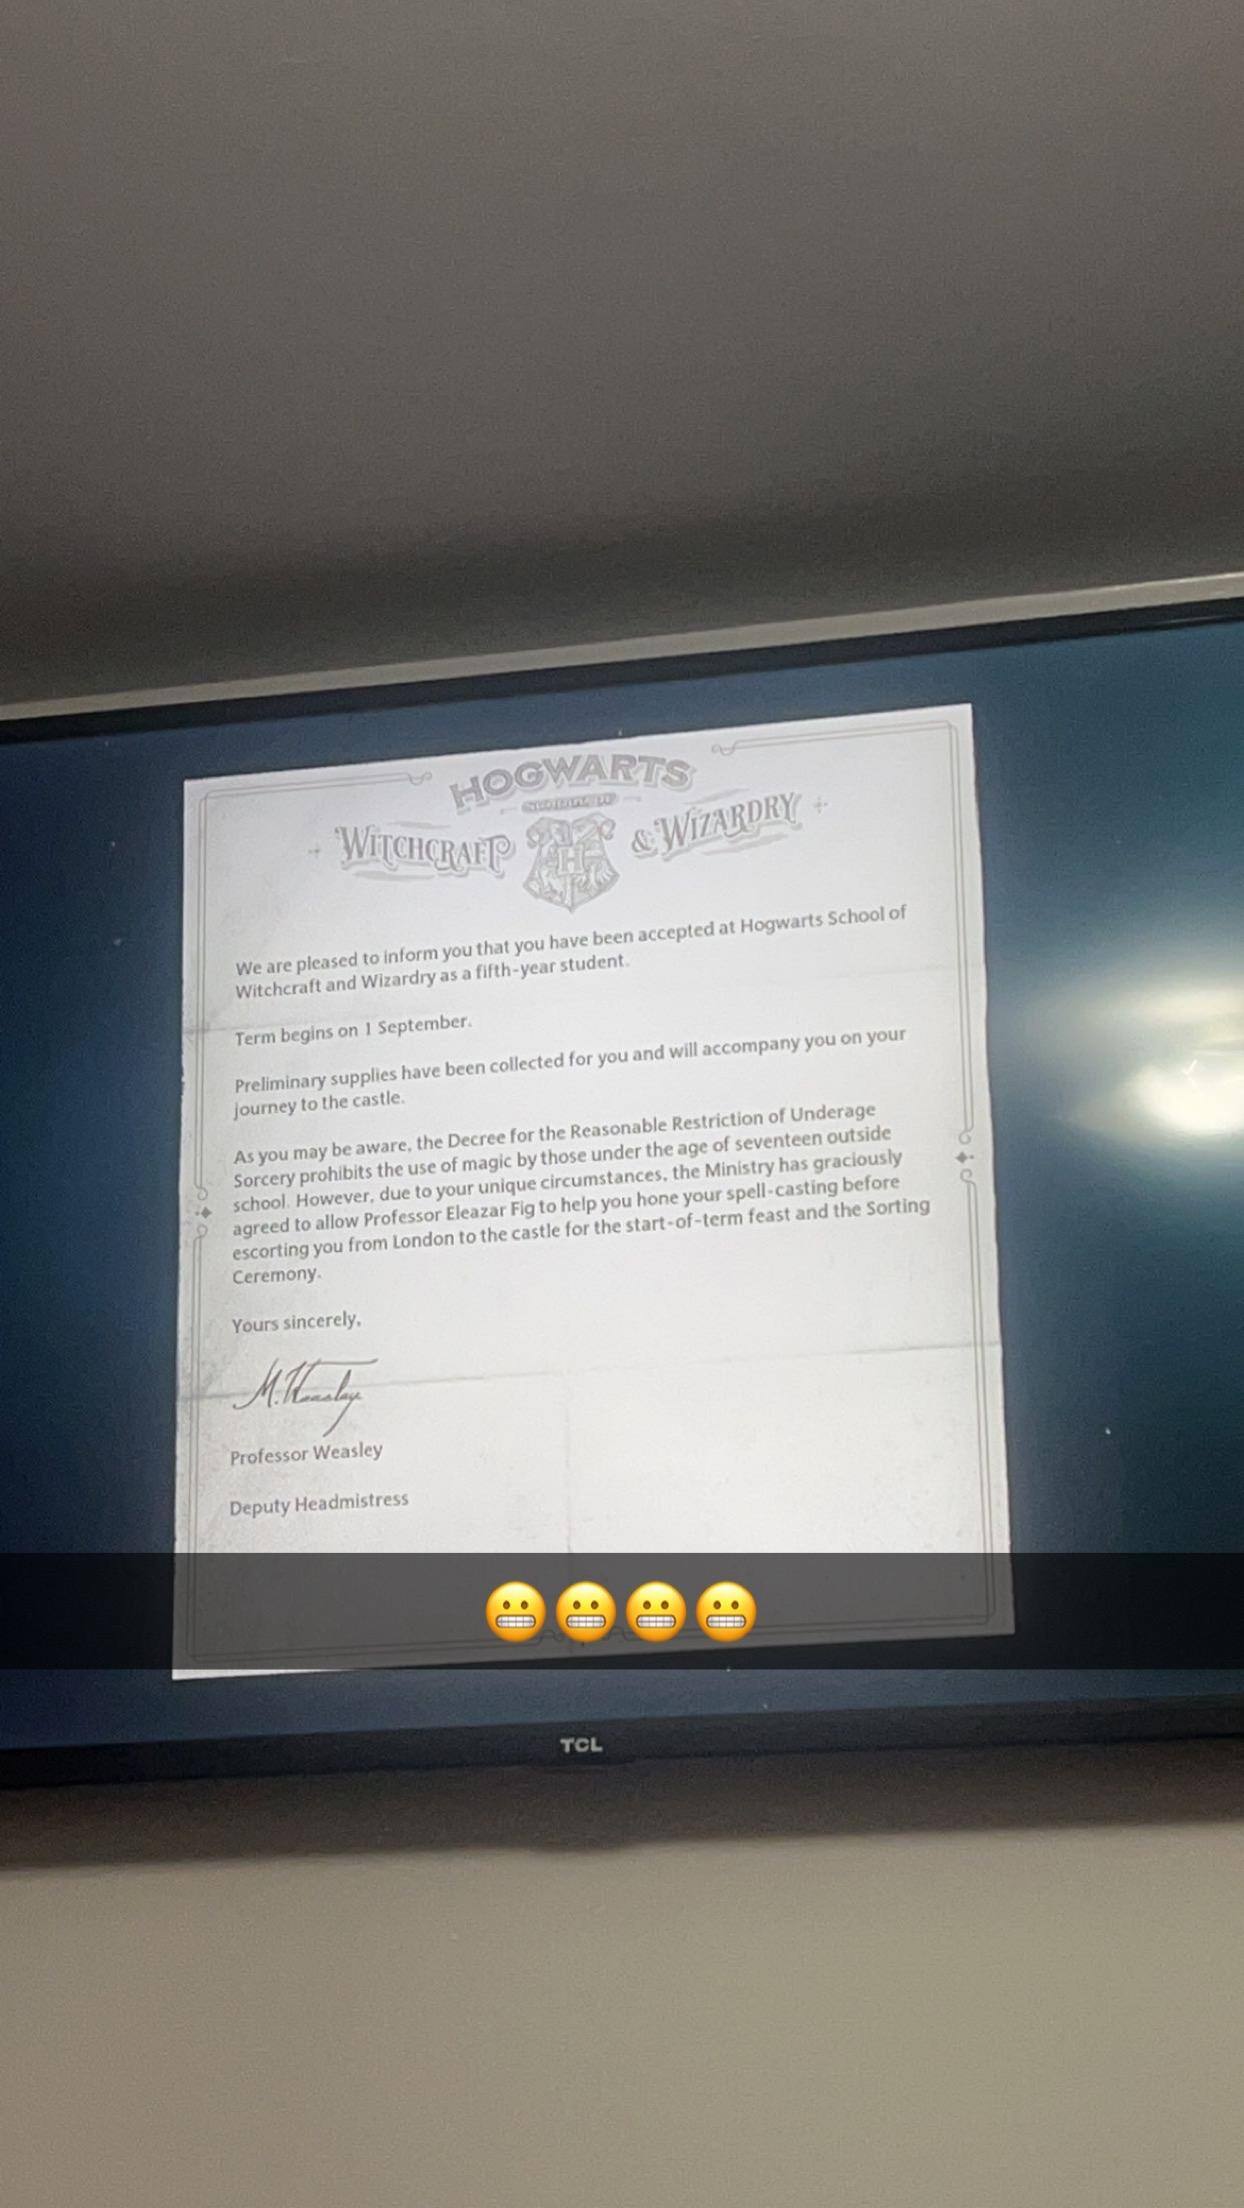 HOGWARTS
SCHOOL OF
WITCHCRAFT & WIZARDRY
H
We are pleased to inform you that you have been accepted at Hogwarts School of
Witchcraft and Wizardry as a fifth-year student.
Term begins on 1 September.
Preliminary supplies have been collected for you and will accompany you on your
journey to the castle.
As you may be aware, the Decree for the Reasonable Restriction of Underage
Sorcery prohibits the use of magic by those under the age of seventeen outside
school. However, due to your unique circumstances, the Ministry has graciously
agreed to allow Professor Eleazar Fig to help you hone your spell-casting before
escorting you from London to the castle for the start-of-term feast and the Sorting
Ceremony.
Yours sincerely,
M. Weasley
Professor Weasley
Deputy Headmistress
😬😬😬😬
TCL